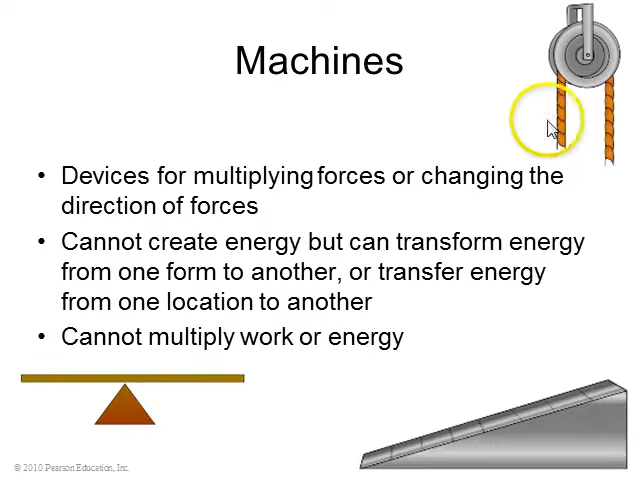 Machines
• Devices for multiplying forces or changing the
direction of forces
• Cannot create energy but can transform energy
from one form to another, or transfer energy
from one location to another
• Cannot multiply work or energy
© 2010 Pearson Education, Inc.